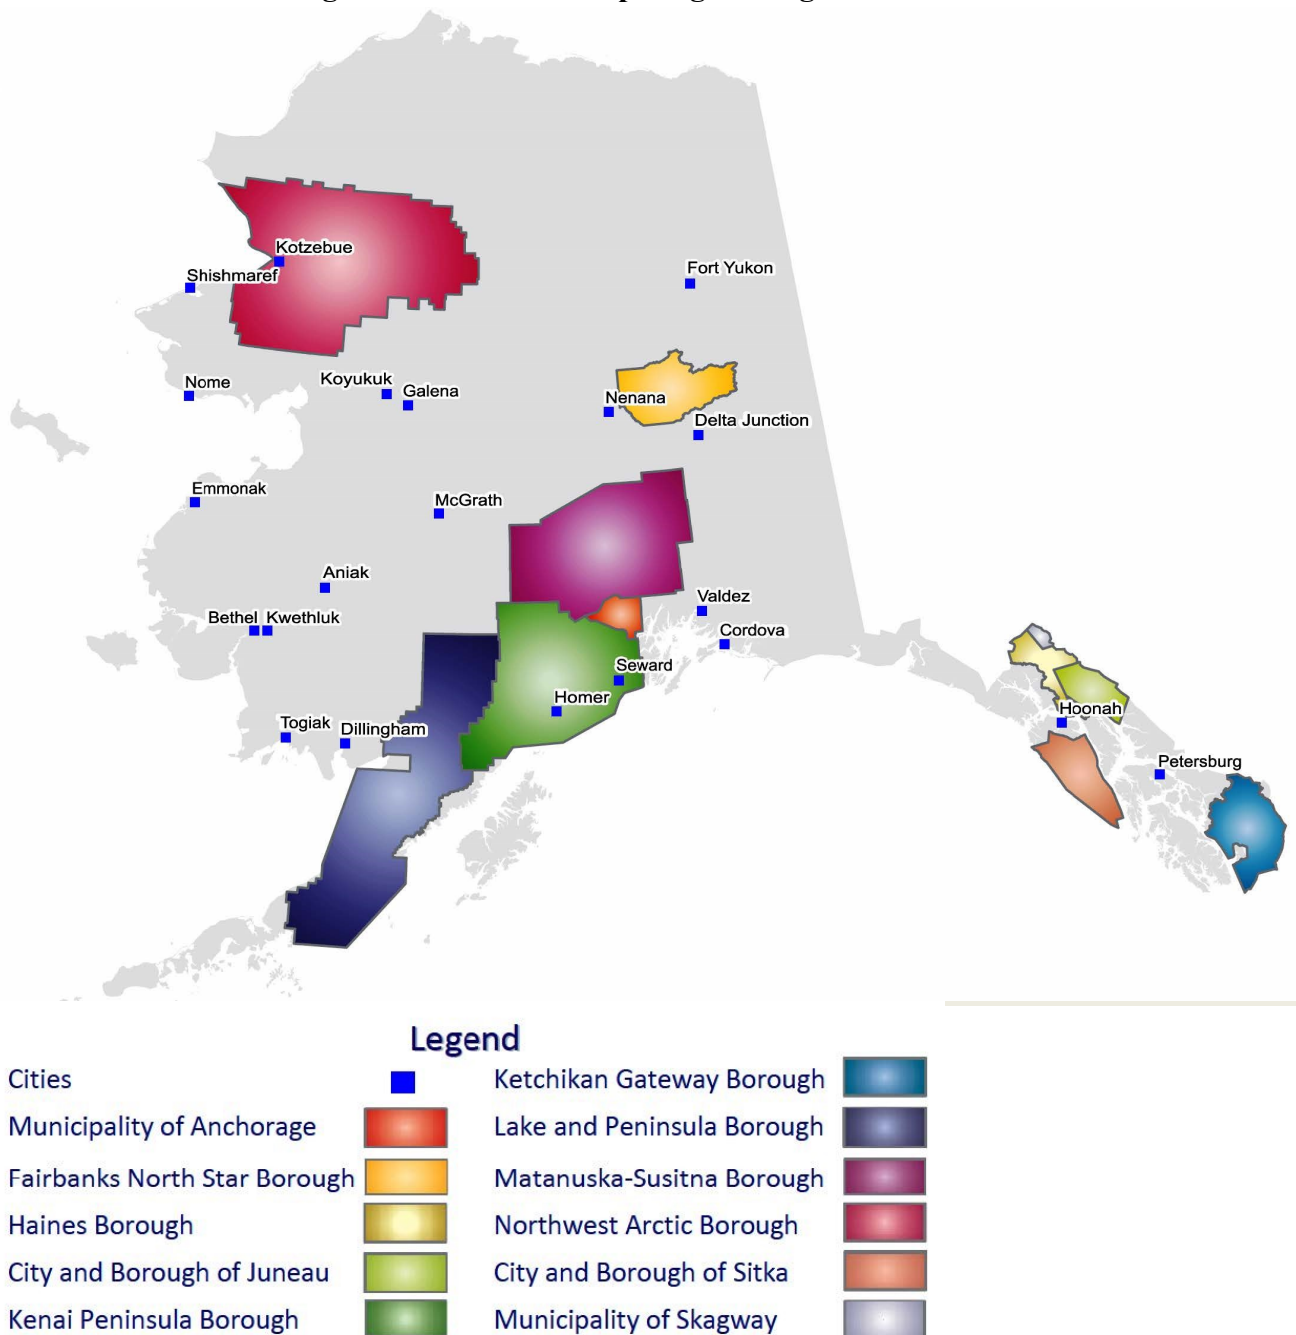 Kotzebue
Shishmaref
Fort Yukon
Nome
Koyukuk
Galena
Nenana
Delta Junction
Emmonak
McGrath
Aniak
Bethel Kwethluk
Valdez
Cordova
Seward
Homer
Togiak
Dillingham
Hoonah
Petersburg
Legend
Cities
Municipality of Anchorage
Fairbanks North Star Borough
Haines Borough
City and Borough of Juneau
Kenai Peninsula Borough
Ketchikan Gateway Borough
Lake and Peninsula Borough
Matanuska-Susitna Borough
Northwest Arctic Borough
City and Borough of Sitka
Municipality of Skagway